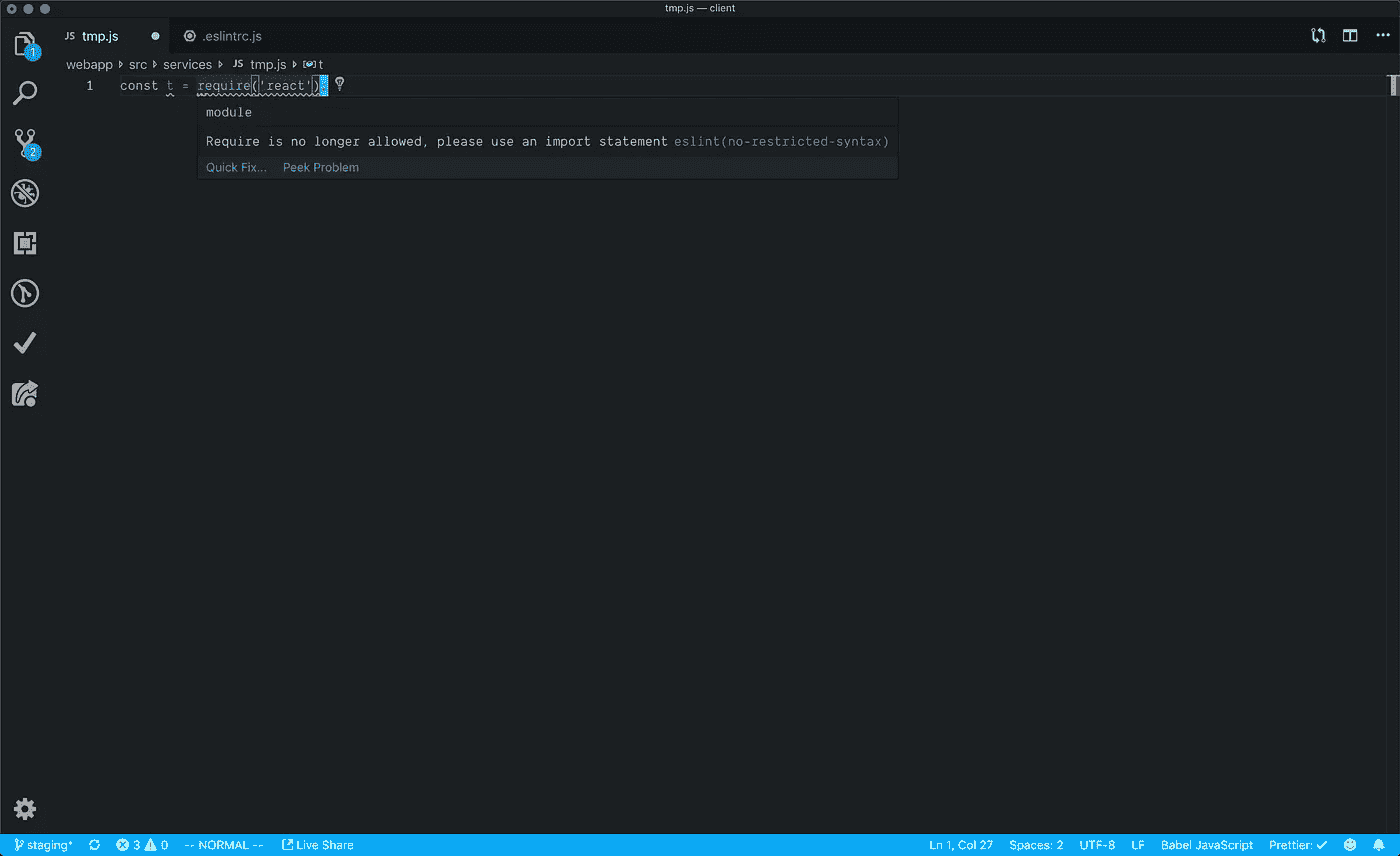 tmp.js — client
JS tmp.js .eslintrc.js
webapp src services JS tmp.js t
1 const t = require('react');
module
Require is no longer allowed, please use an import statement eslint(no-restricted-syntax)
Quick Fix... Peek Problem
1
2
staging* 3 0 -- NORMAL -- Live Share Ln 1, Col 27 Spaces: 2 UTF-8 LF Babel JavaScript Prettier: ✓